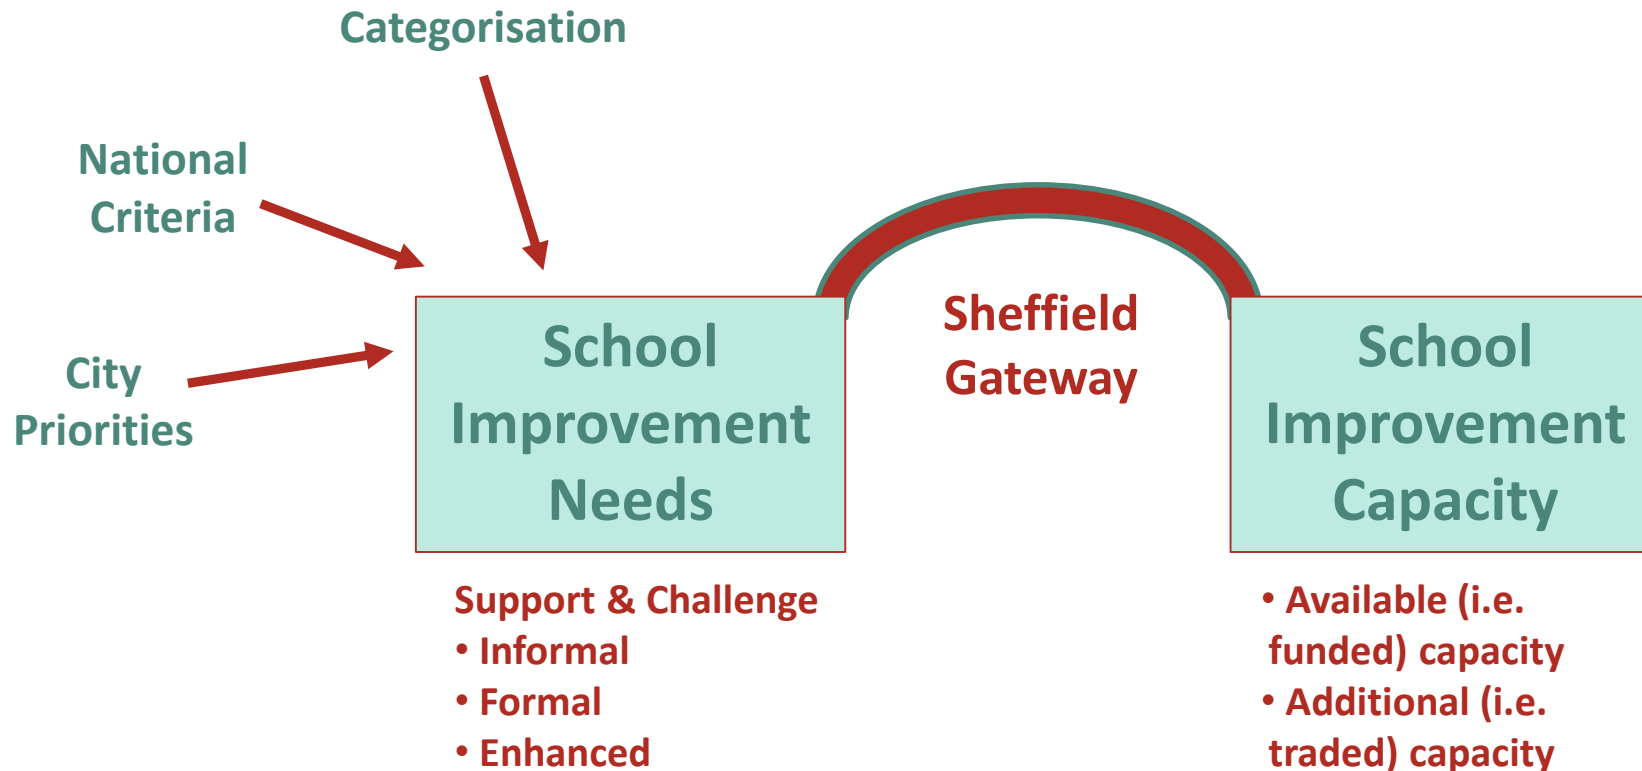 Categorisation
National
Criteria
City
Priorities
School
Improvement
Needs
Sheffield
Gateway
School
Improvement
Capacity
Support & Challenge
• Informal
• Formal
• Enhanced
• Available (i.e.
funded) capacity
• Additional (i.e.
traded) capacity